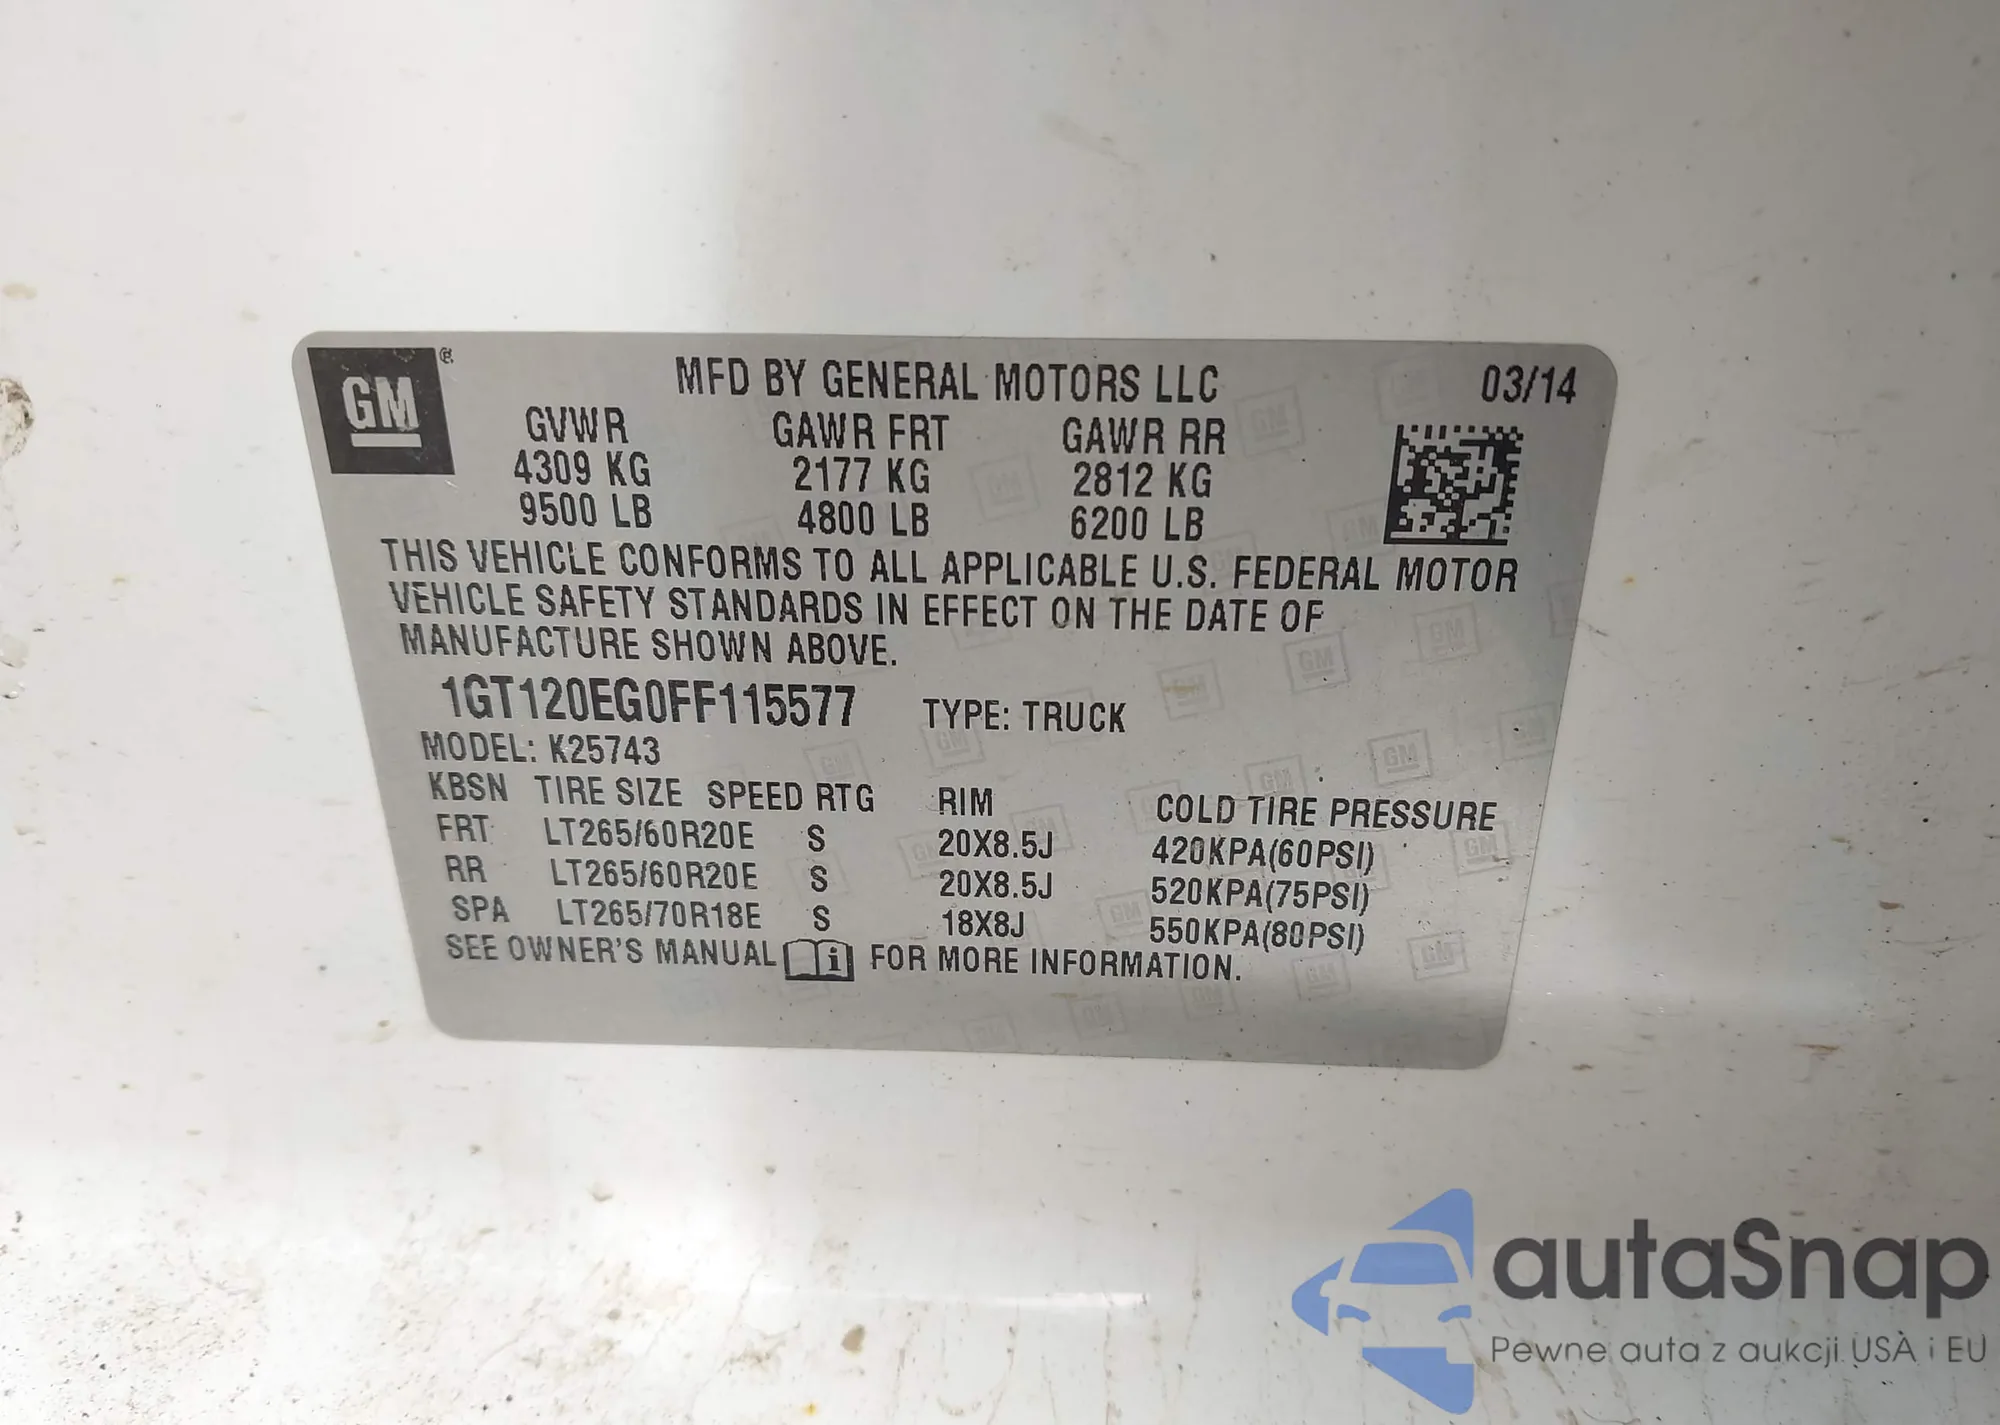 GM®
MFD BY GENERAL MOTORS LLC 03/14
GVWR GAWR FRT GAWR RR
4309 KG 2177 KG 2812 KG
9500 LB 4800 LB 6200 LB
THIS VEHICLE CONFORMS TO ALL APPLICABLE U.S. FEDERAL MOTOR
VEHICLE SAFETY STANDARDS IN EFFECT ON THE DATE OF
MANUFACTURE SHOWN ABOVE.
1GT120EG0FF115577 TYPE: TRUCK
MODEL: K25743
KBSN TIRE SIZE SPEED RTG RIM COLD TIRE PRESSURE
FRT LT265/60R20E S 20X8.5J 420KPA(60PSI)
RR LT265/60R20E S 20X8.5J 520KPA(75PSI)
SPA LT265/70R18E S 18X8J 550KPA(80PSI)
SEE OWNER'S MANUAL i FOR MORE INFORMATION.
autaSnap
Pewne auta z aukcji USA i EU